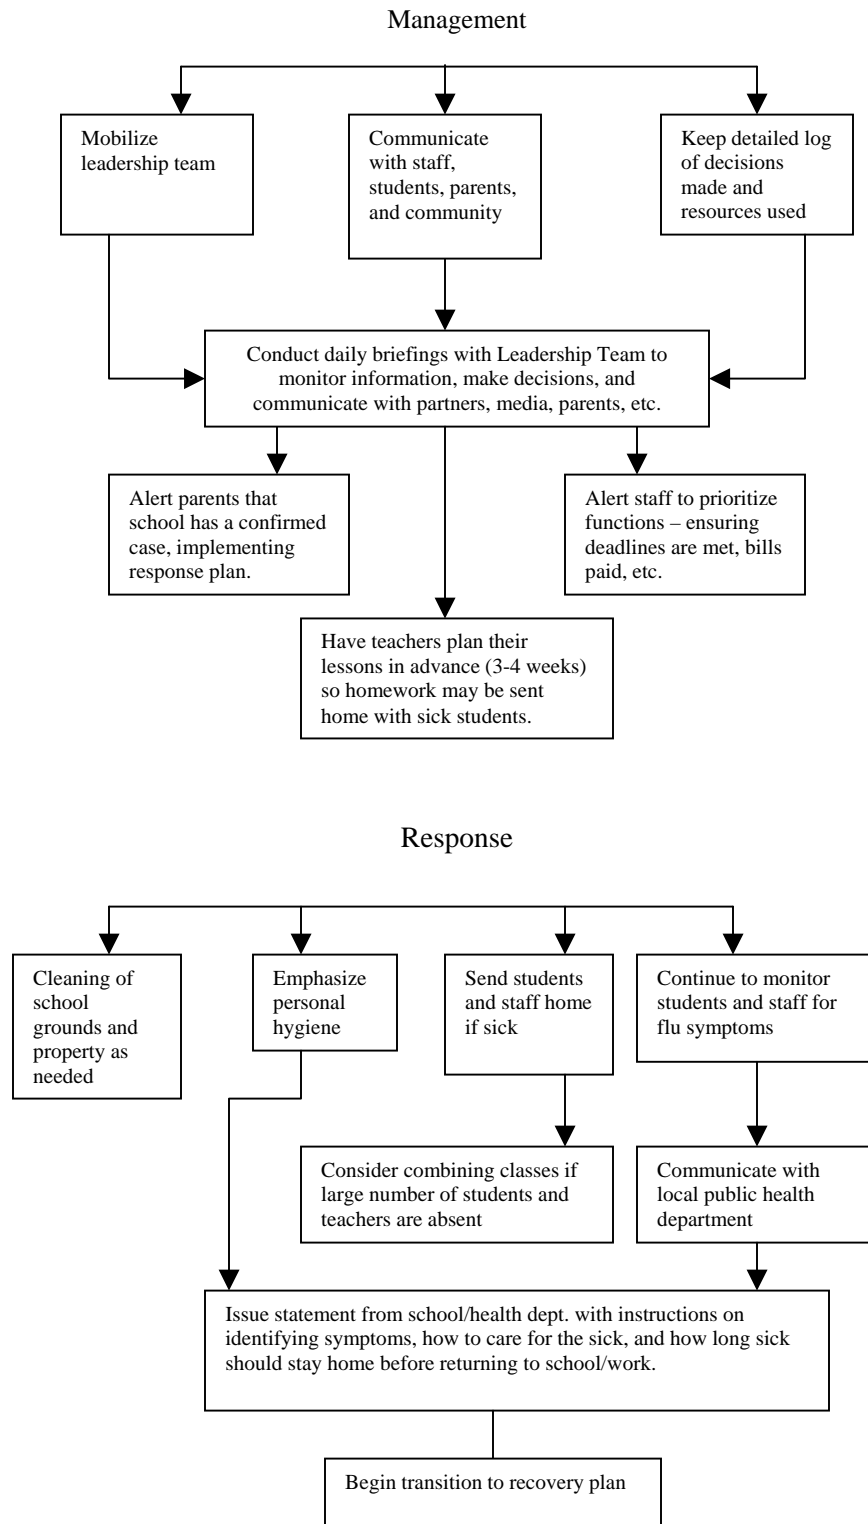 Management
Mobilize
leadership team
Communicate
with staff,
students, parents,
and community
Keep detailed log
of decisions
made and
resources used
Conduct daily briefings with Leadership Team to
monitor information, make decisions, and
communicate with partners, media, parents, etc.
Alert parents that
school has a confirmed
case, implementing
response plan.
Alert staff to prioritize
functions – ensuring
deadlines are met, bills
paid, etc.
Have teachers plan their
lessons in advance (3-4 weeks)
so homework may be sent
home with sick students.
Response
Cleaning of
school
grounds and
property as
needed
Emphasize
personal
hygiene
Send students
and staff home
if sick
Continue to monitor
students and staff for
flu symptoms
Consider combining classes if
large number of students and
teachers are absent
Communicate with
local public health
department
Issue statement from school/health dept. with instructions on
identifying symptoms, how to care for the sick, and how long sick
should stay home before returning to school/work.
Begin transition to recovery plan